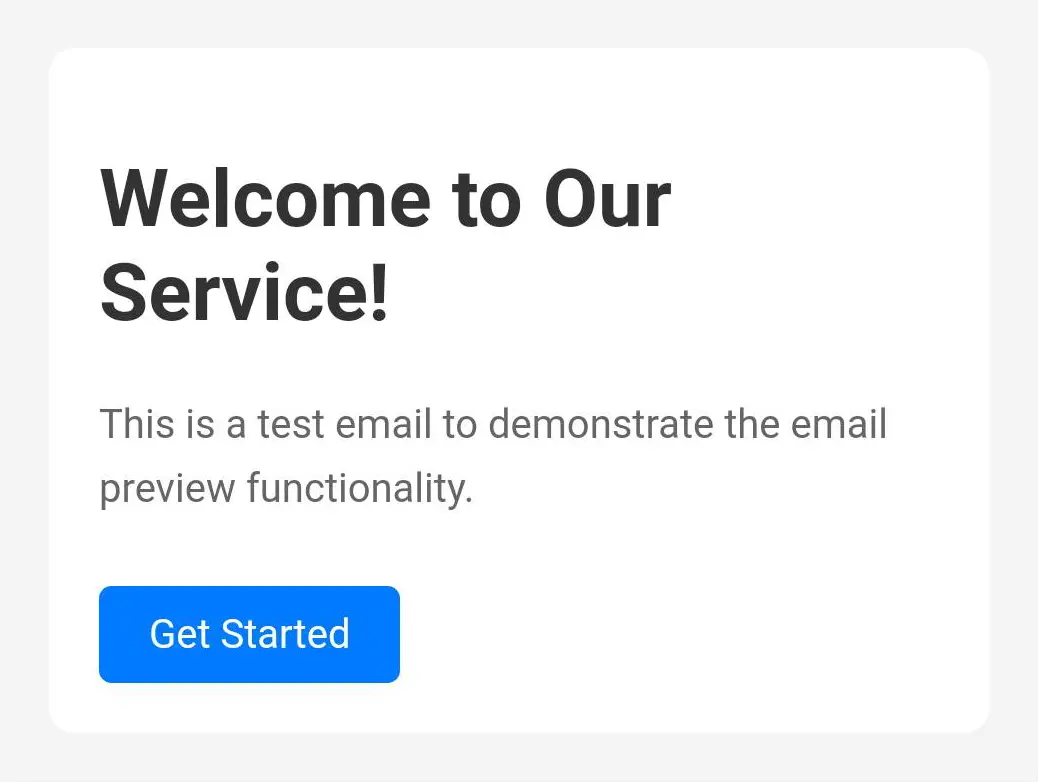 Welcome to Our
Service!
This is a test email to demonstrate the email
preview functionality.
Get Started